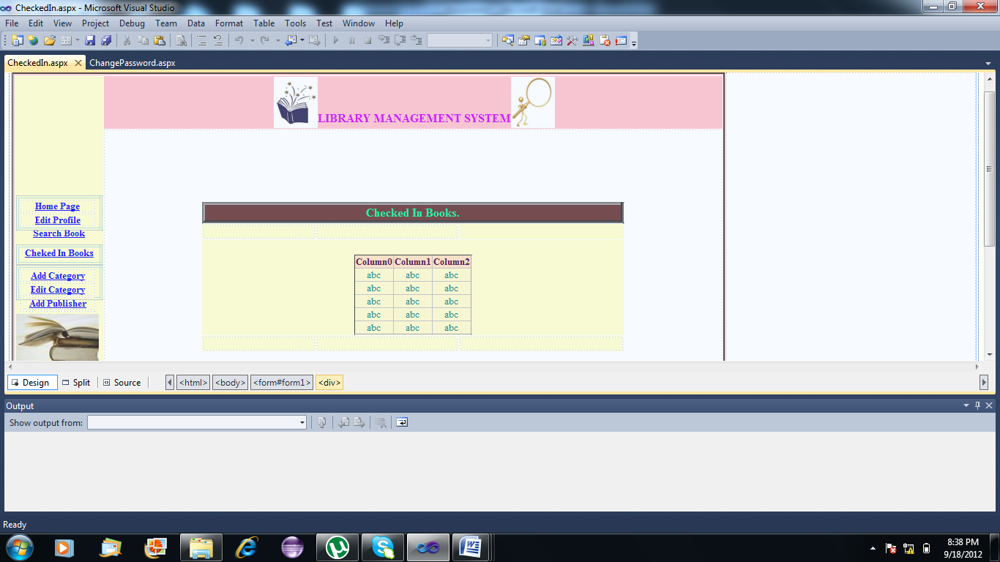 CheckedIn.aspx - Microsoft Visual Studio
File Edit View Project Debug Team Data Format Table Tools Test Window Help
CheckedIn.aspx ChangePassword.aspx
LIBRARY MANAGEMENT SYSTEM
Home Page
Edit Profile
Search Book
Cheked In Books
Add Category
Edit Category
Add Publisher
Checked In Books.
Column0 Column1 Column2
abc abc abc
abc abc abc
abc abc abc
abc abc abc
abc abc abc
Design Split Source <html> <body> <form#form1> <div>
Output
Show output from:
Ready
8:38 PM
9/18/2012